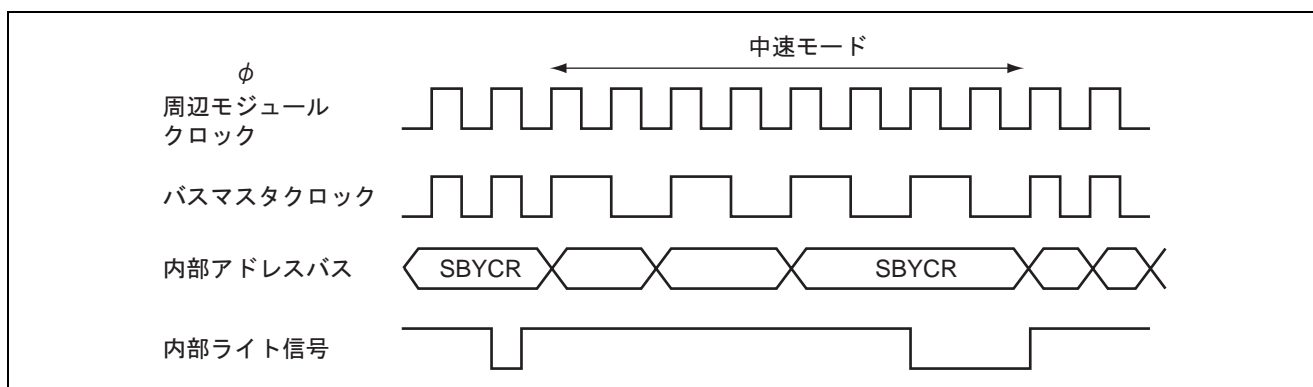 中速モード
φ
周辺モジュール
クロック
バスマスタクロック
内部アドレスバス
SBYCR
SBYCR
内部ライト信号